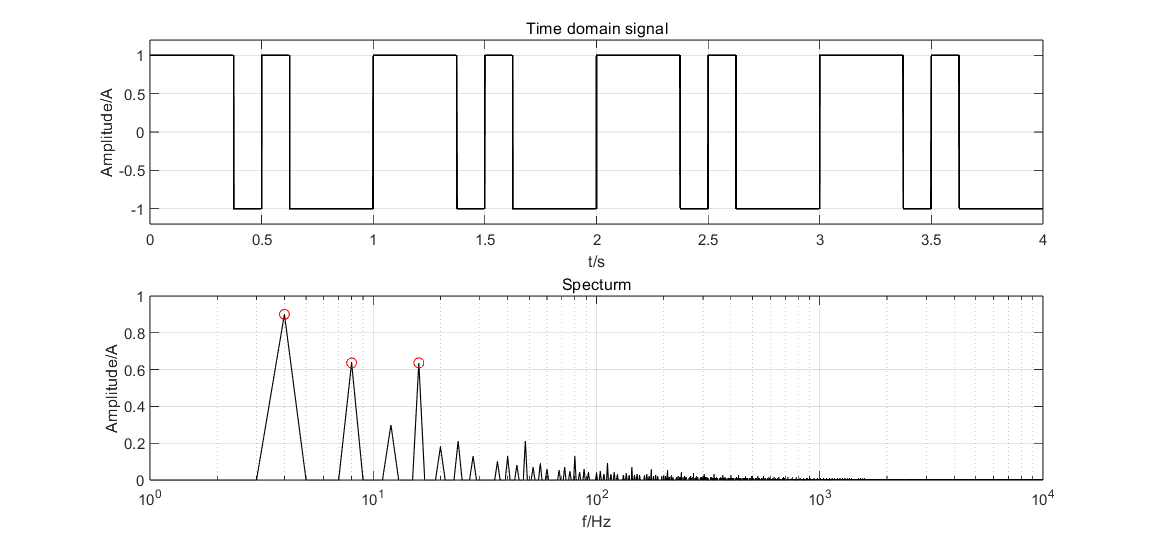 Time domain signal
1
0.5
0
-0.5
-1
Amplitude/A
0 0.5 1 1.5 2 2.5 3 3.5 4
t/s
Specturm
1
0.8
0.6
0.4
0.2
0
Amplitude/A
10^0 10^1 10^2 10^3 10^4
f/Hz